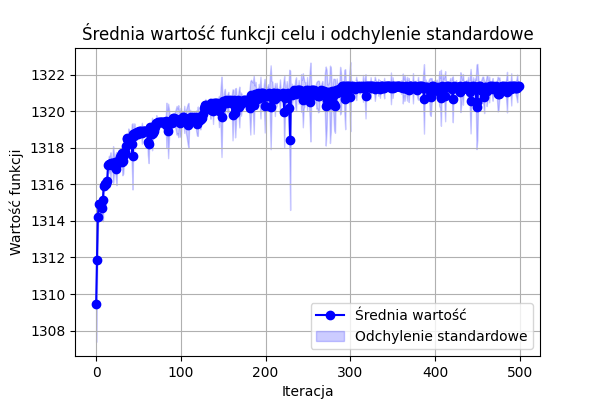 Średnia wartość funkcji celu i odchylenie standardowe
Wartość funkcji
1322
1320
1318
1316
1314
1312
1310
1308
0 100 200 300 400 500
Iteracja
Średnia wartość
Odchylenie standardowe